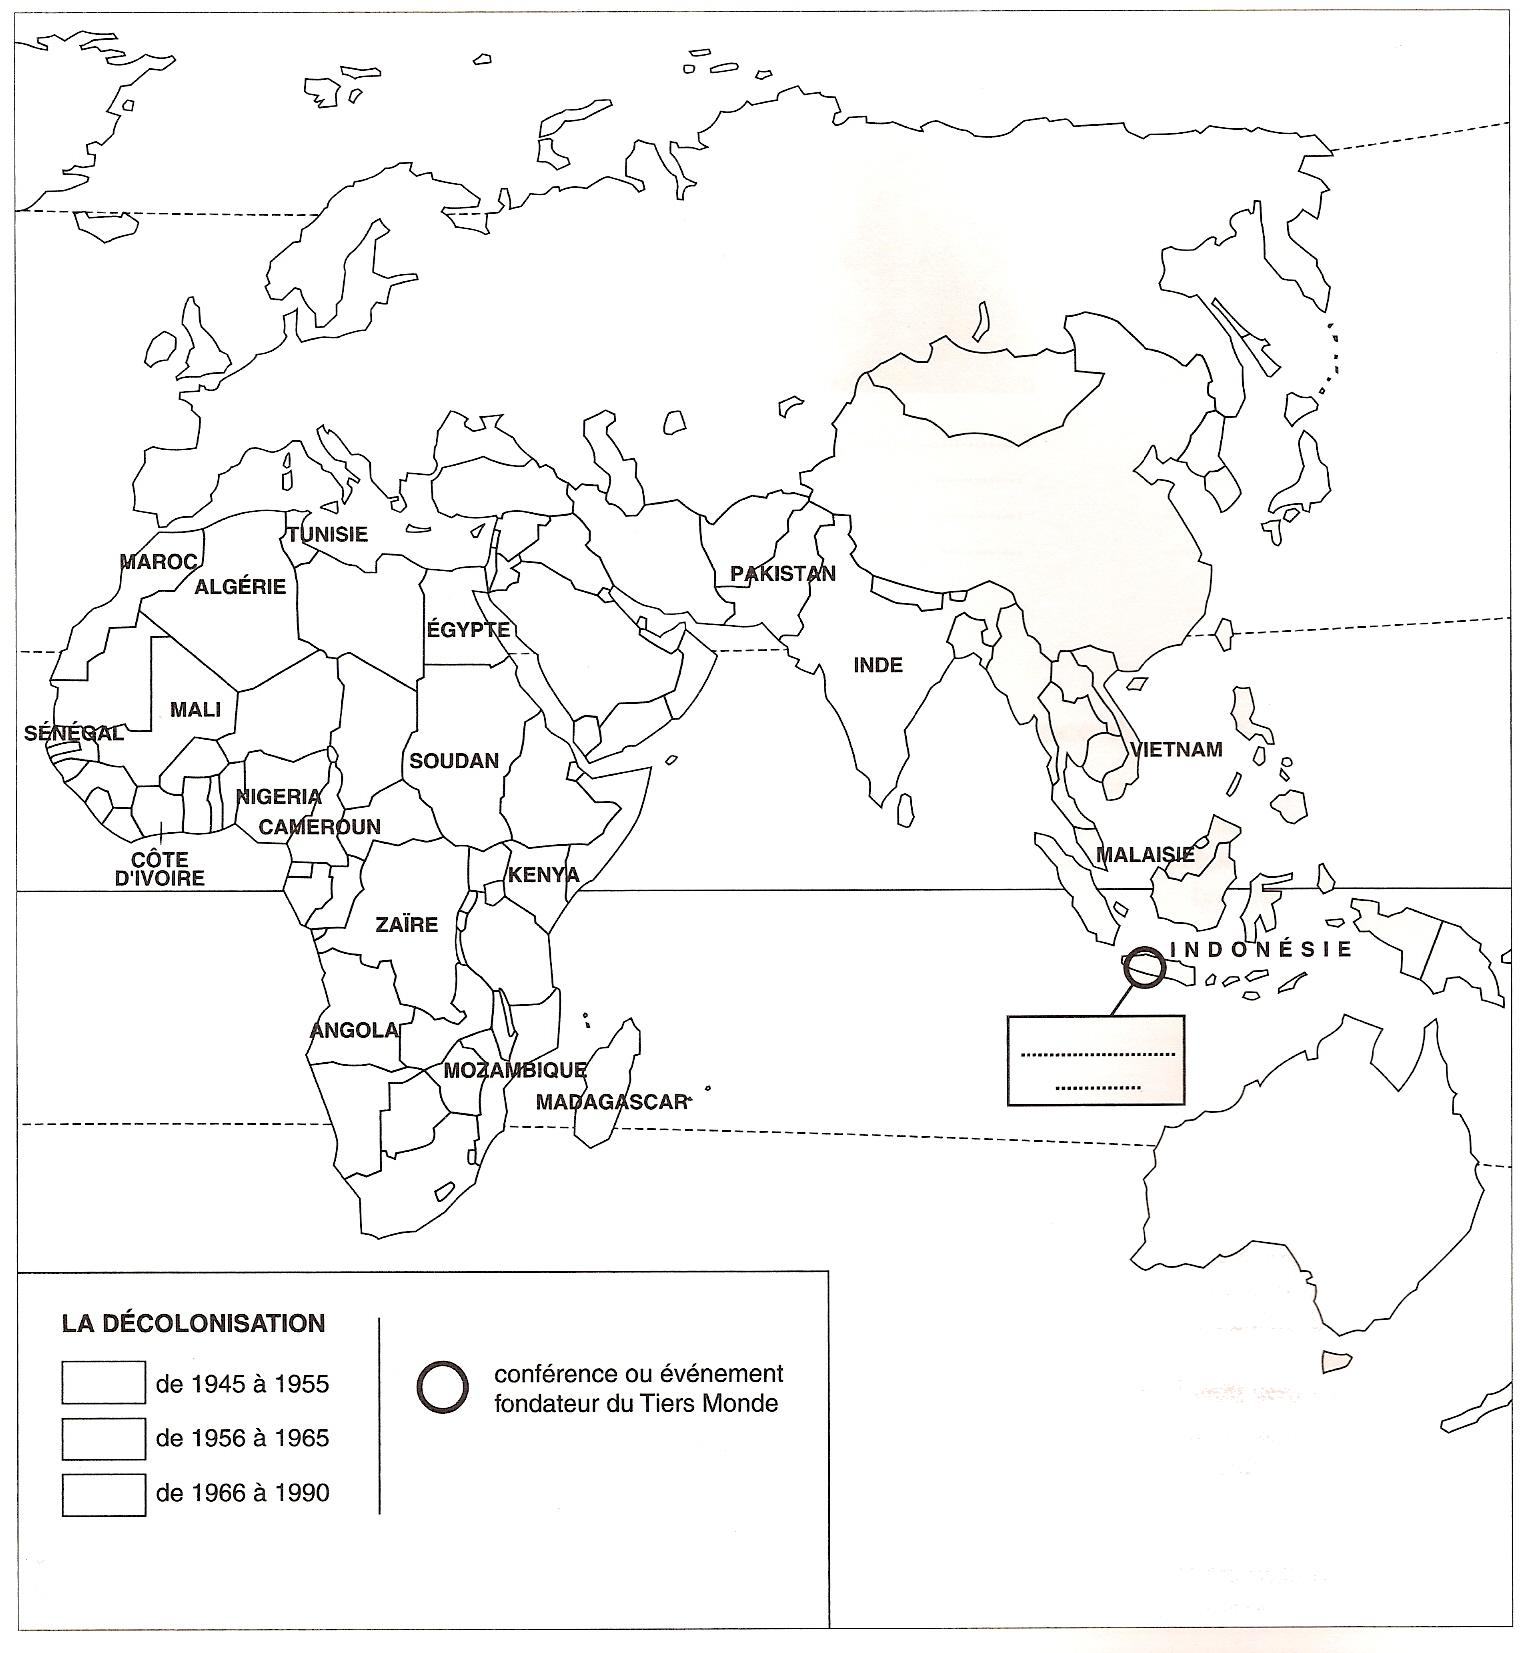 TUNISIE
MAROC
ALGÉRIE
PAKISTAN
ÉGYPTE
INDE
MALI
SÉNÉGAL
SOUDAN
VIETNAM
NIGERIA
CAMEROUN
CÔTE
D'IVOIRE
MALAISIE
KENYA
ZAÏRE
INDONÉSIE
ANGOLA
MOZAMBIQUE
MADAGASCAR
LA DÉCOLONISATION
de 1945 à 1955
de 1956 à 1965
de 1966 à 1990
conférence ou événement
fondateur du Tiers Monde